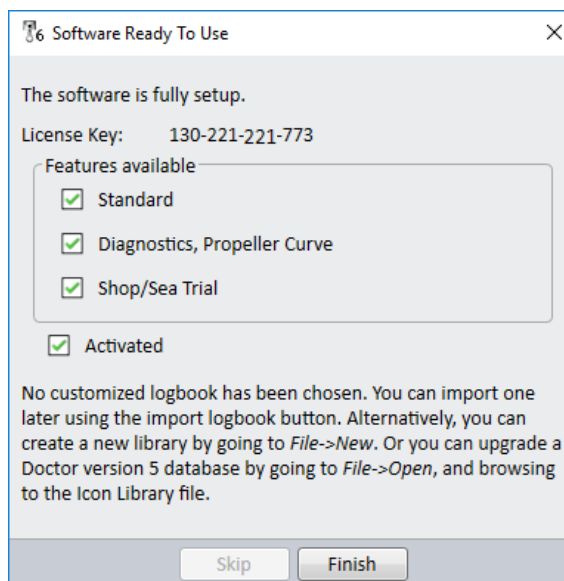 6 Software Ready To Use
The software is fully setup.
License Key: 130-221-221-773
Features available
Standard
Diagnostics, Propeller Curve
Shop/Sea Trial
Activated
No customized logbook has been chosen. You can import one
later using the import logbook button. Alternatively, you can
create a new library by going to File->New. Or you can upgrade a
Doctor version 5 database by going to File->Open, and browsing
to the Icon Library file.
Skip Finish